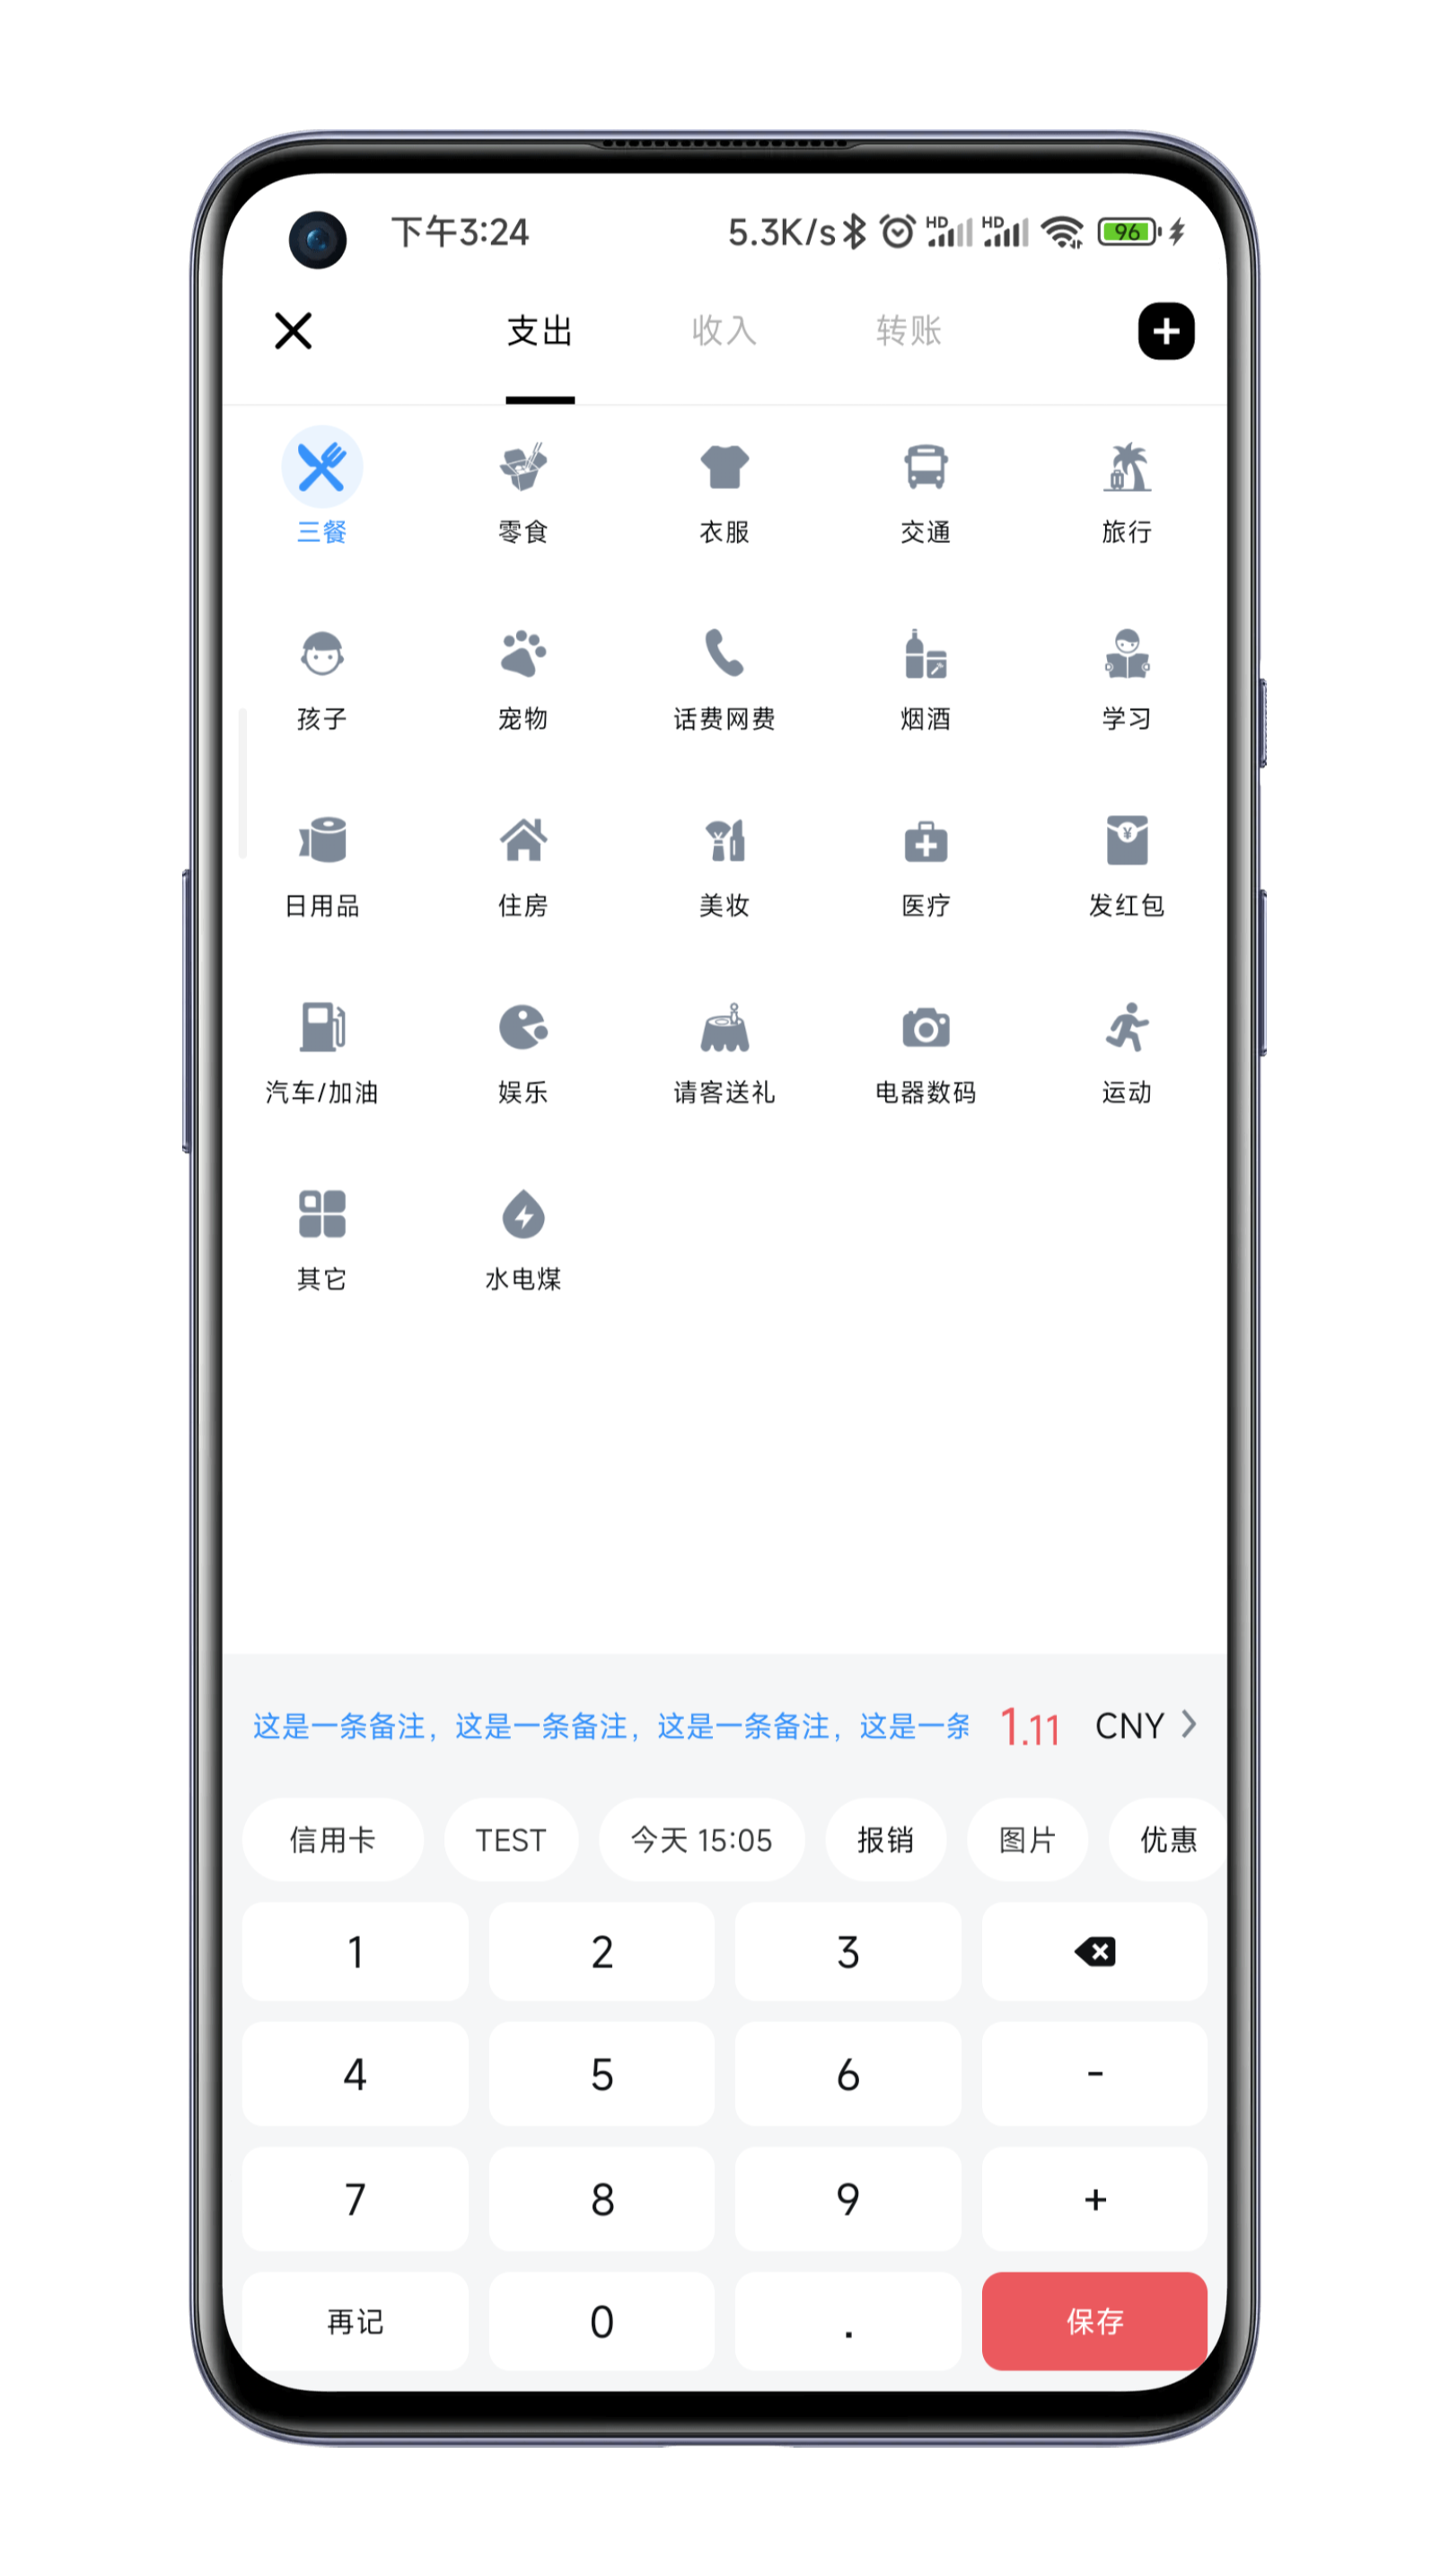 下午3:24 5.3K/s HD HD 96
支出 收入 转账
三餐 零食 衣服 交通 旅行
孩子 宠物 话费网费 烟酒 学习
日用品 住房 美妆 医疗 发红包
汽车/加油 娱乐 请客送礼 电器数码 运动
其它 水电煤
这是一条备注，这是一条备注，这是一条备注，这是一条 1.11 CNY
信用卡 TEST 今天 15:05 报销 图片 优惠
1 2 3
4 5 6 -
7 8 9 +
再记 0 . 保存